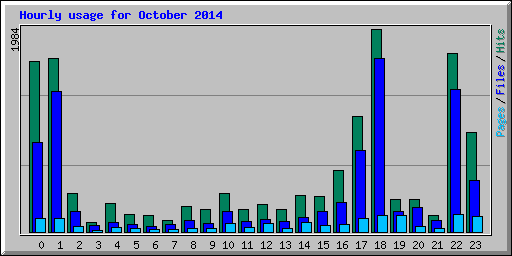 Hourly usage for October 2014
1984
Pages/Files/Hits
0 1 2 3 4 5 6 7 8 9 10 11 12 13 14 15 16 17 18 19 20 21 22 23